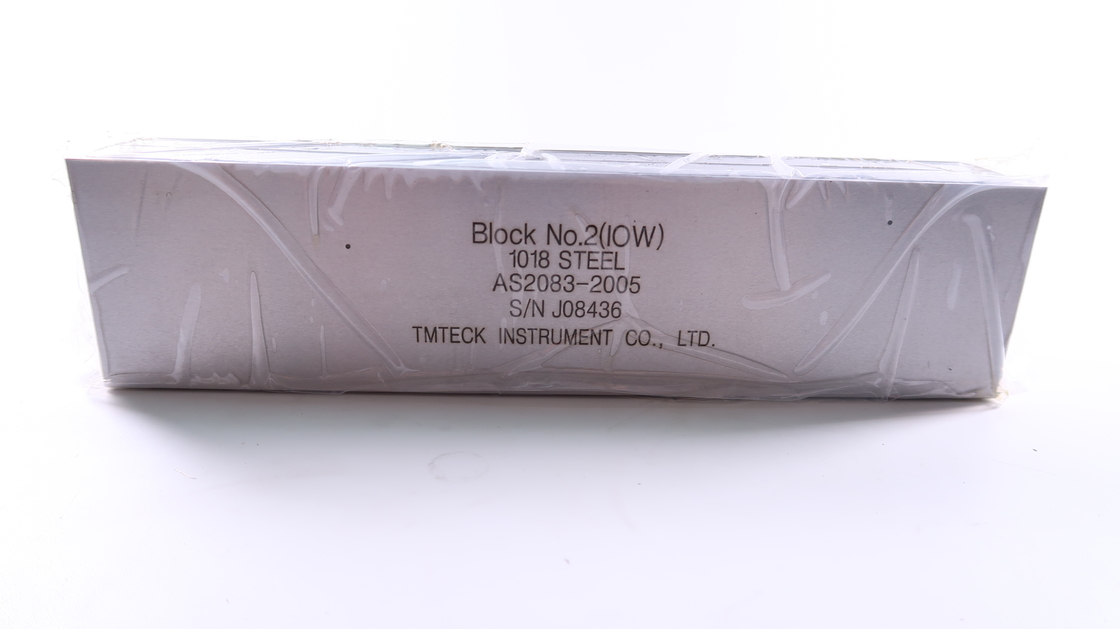 Block No.2(IOW)
1018 STEEL
AS2083-2005
S/N J08436
TMTECK INSTRUMENT CO., LTD.